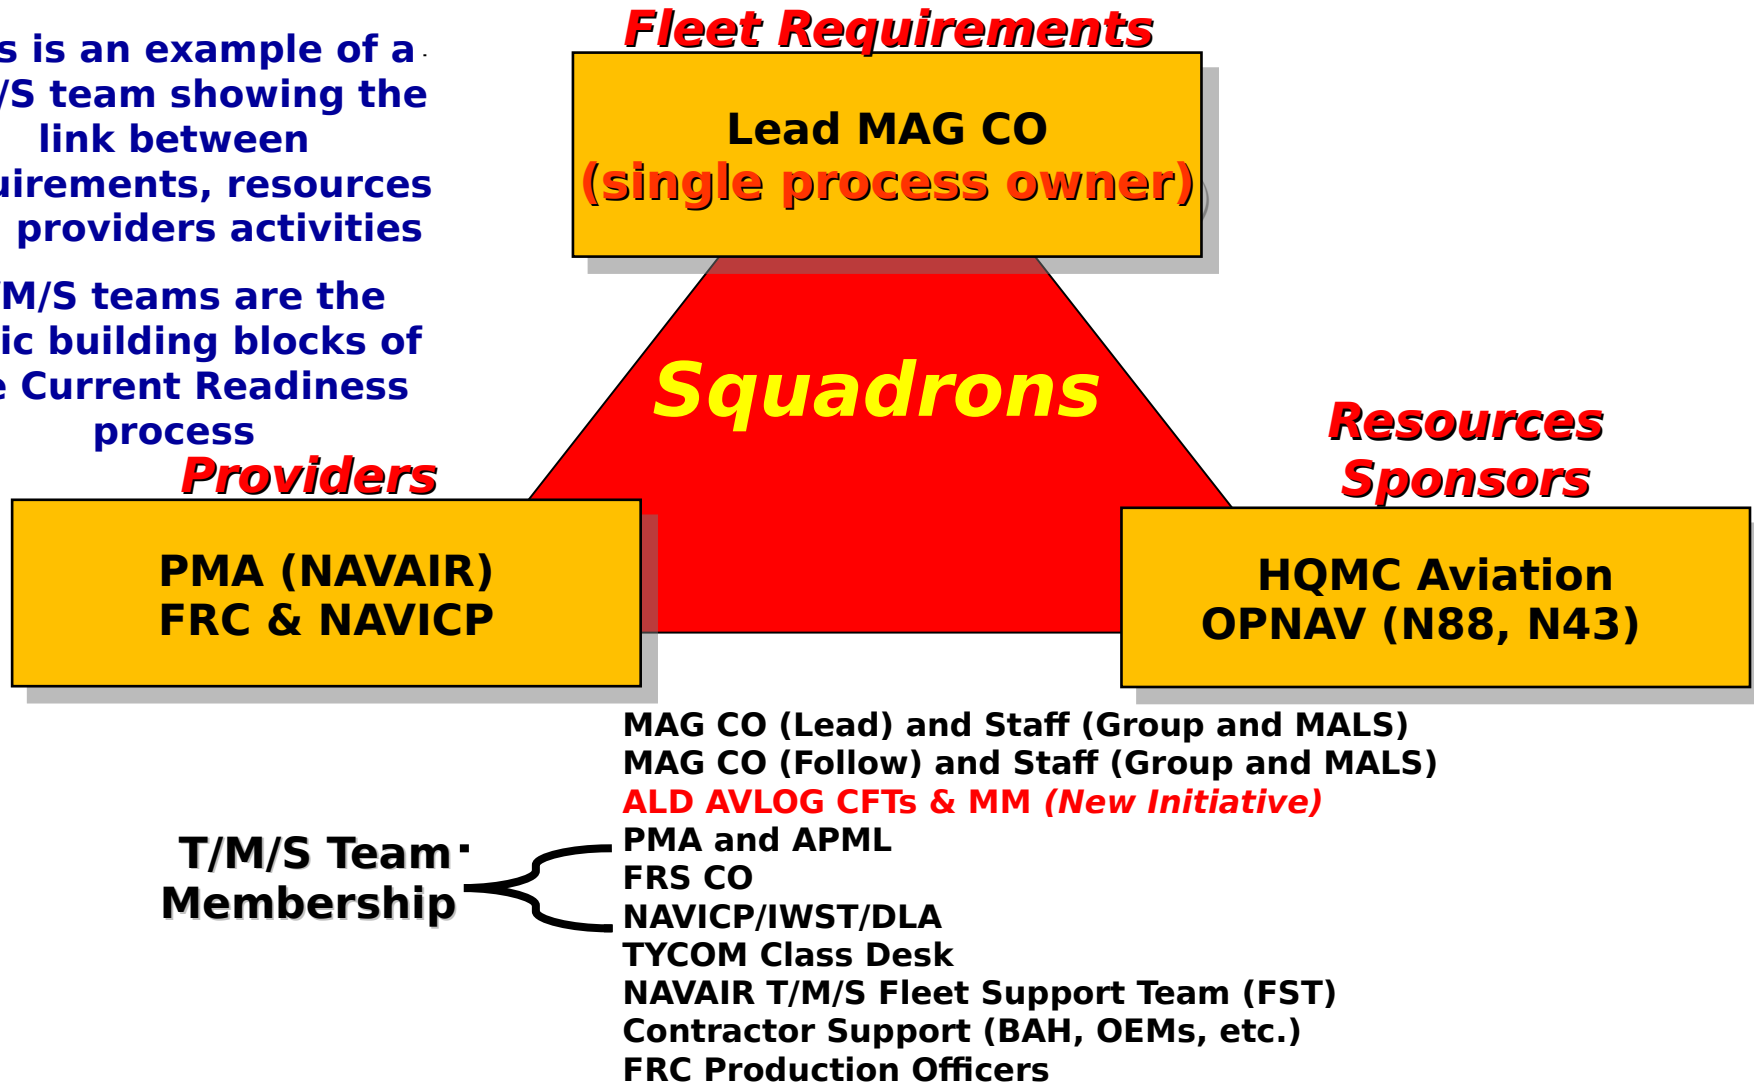 Fleet Requirements
s is an example of a
/S team showing the
link between
uirements, resources
providers activities
M/S teams are the
ic building blocks of
e Current Readiness
process
Lead MAG CO
(single process owner)
Squadrons
Providers
PMA (NAVAIR)
FRC & NAVICP
Resources
Sponsors
HQMC Aviation
OPNAV (N88, N43)
T/M/S Team
Membership
MAG CO (Lead) and Staff (Group and MALS)
MAG CO (Follow) and Staff (Group and MALS)
ALD AVLOG CFTs & MM (New Initiative)
PMA and APML
FRS CO
NAVICP/IWST/DLA
TYCOM Class Desk
NAVAIR T/M/S Fleet Support Team (FST)
Contractor Support (BAH, OEMs, etc.)
FRC Production Officers